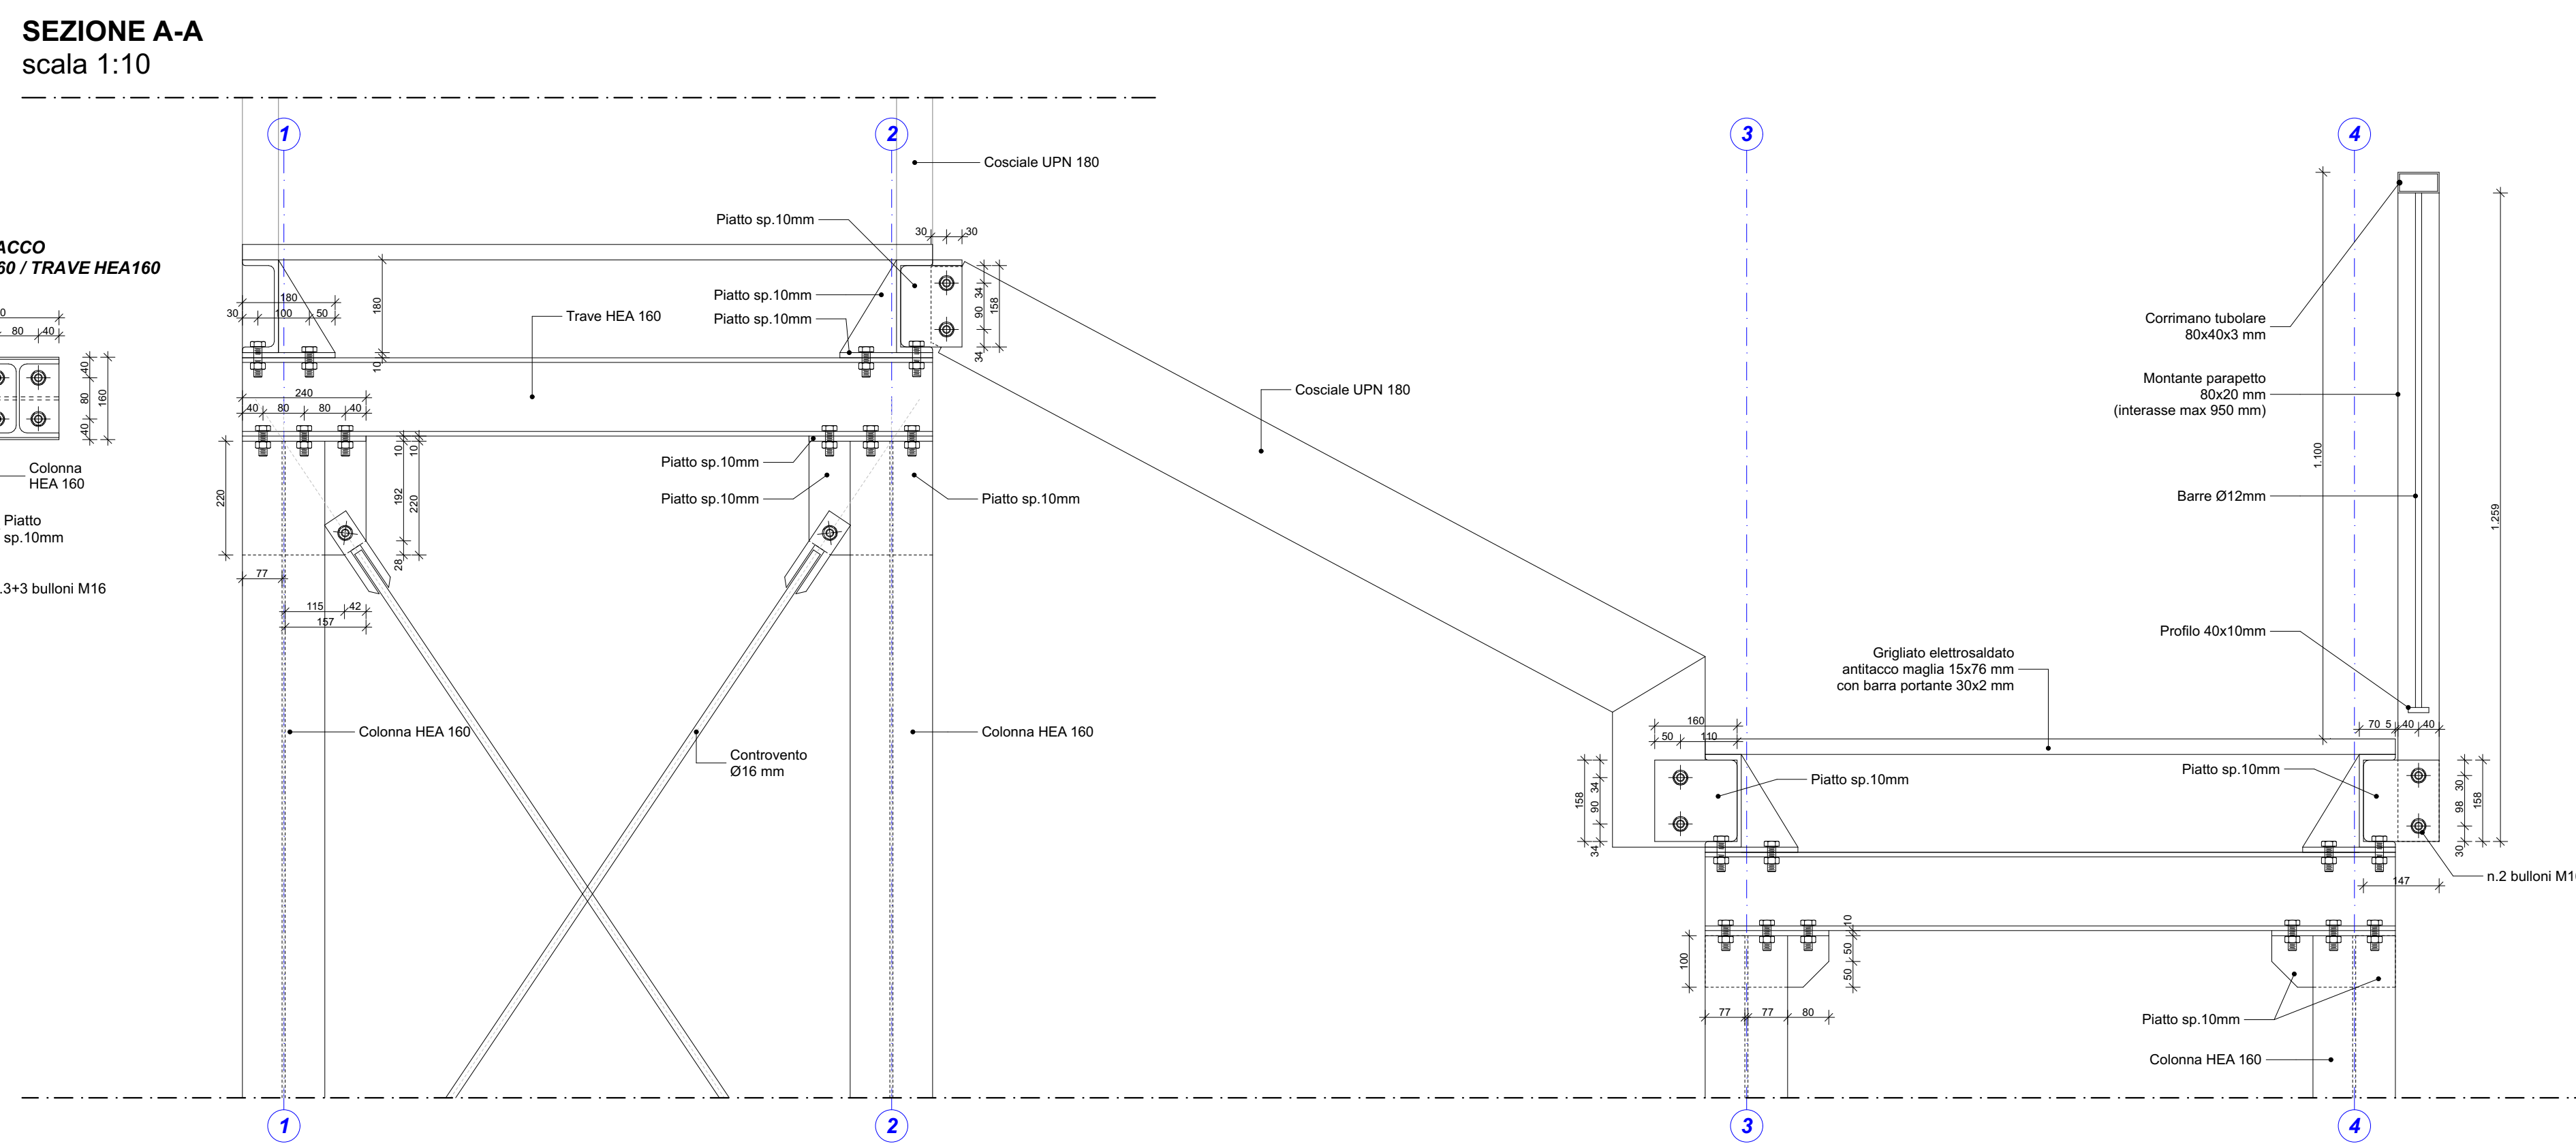 SEZIONE A-A
scala 1:10
1
2
3
4
Cosciale UPN 180
Piatto sp.10mm
30
30
ACCO
60 / TRAVE HEA160
180
30
100
50
180
10
Piatto sp.10mm
Piatto sp.10mm
34
90
34
158
Trave HEA 160
0
80
40
40
80
40
160
240
40
80
80
40
Colonna
HEA 160
Piatto
sp.10mm
.3+3 bulloni M16
220
10
10
192
220
28
77
115
42
157
Piatto sp.10mm
Piatto sp.10mm
Piatto sp.10mm
Cosciale UPN 180
Colonna HEA 160
Controvento
Ø16 mm
Colonna HEA 160
Corrimano tubolare
80x40x3 mm
Montante parapetto
80x20 mm
(interasse max 950 mm)
1.100
Barre Ø12mm
1.259
Profilo 40x10mm
Grigliato elettrosaldato
antitacco maglia 15x76 mm
con barra portante 30x2 mm
160
50
110
158
34
90
34
Piatto sp.10mm
Piatto sp.10mm
70
5
40
40
30
98
30
158
147
n.2 bulloni M1
100
10
50
50
77
77
80
Piatto sp.10mm
Colonna HEA 160
1
2
3
4